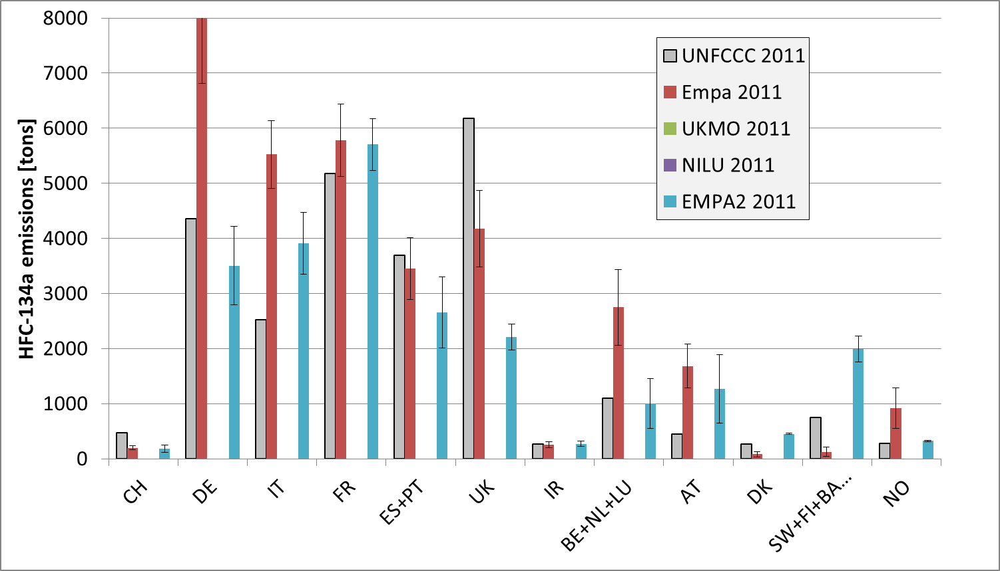 HFC-134a emissions [tons]
8000
7000
6000
5000
4000
3000
2000
1000
0
UNFCCC 2011
Empa 2011
UKMO 2011
NILU 2011
EMPA2 2011
CH
DE
IT
FR
ES+PT
UK
IR
BE+NL+LU
AT
DK
SW+FI+BA...
NO